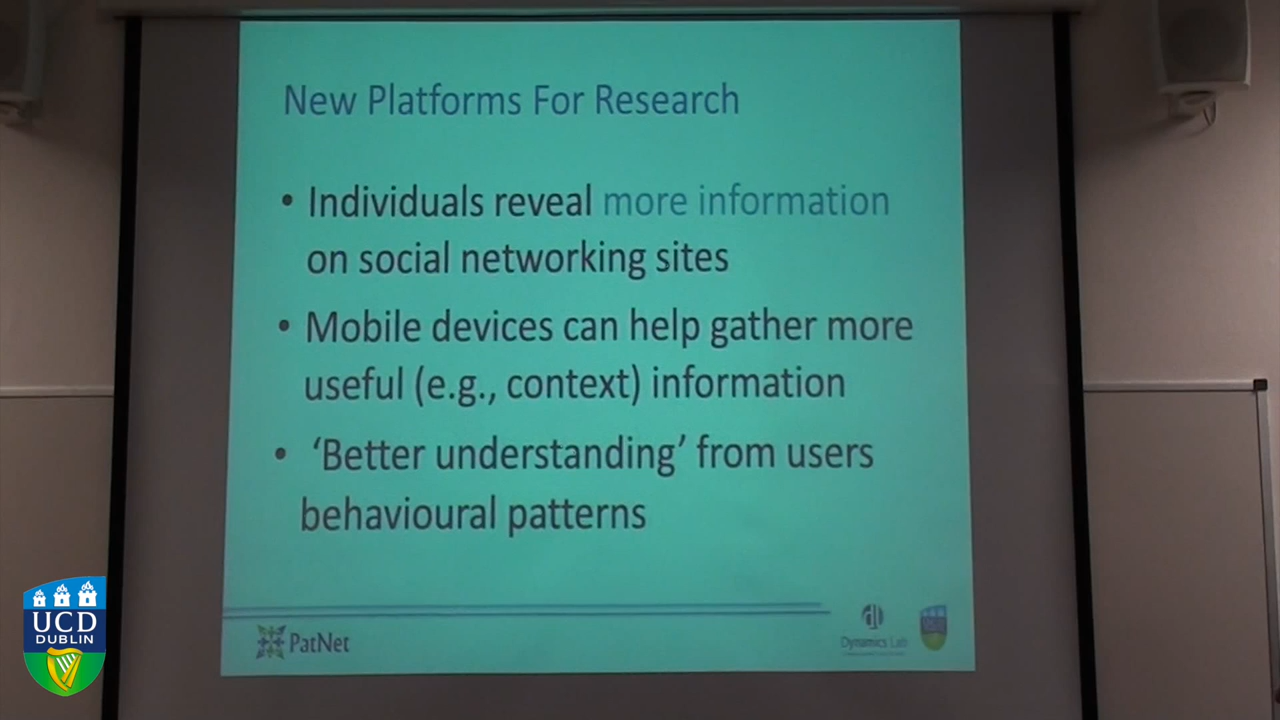 New Platforms For Research
• Individuals reveal more information
on social networking sites
• Mobile devices can help gather more
useful (e.g., context) information
• ‘Better understanding’ from users
behavioural patterns
PatNet
dl
Dynamics Lab
UCD
DUBLIN